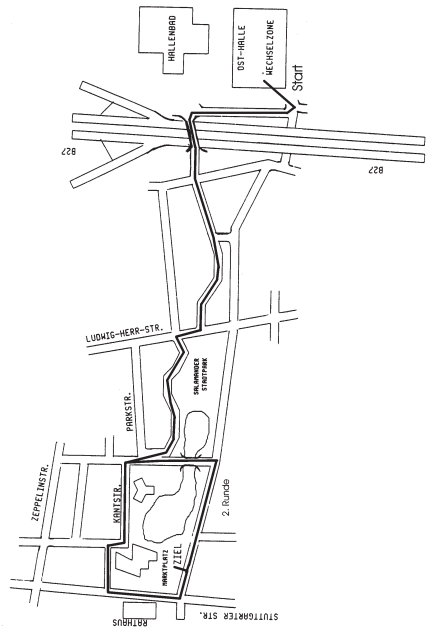 HALLENBAD
OST-HALLE
WECHSELZONE
Start
B27
B27
LUDWIG-HERR-STR.
PARKSTR.
SALAMANDER
STADTPARK
ZEPPELINSTR.
KANTSTR.
2. Runde
MARKTPLATZ
ZIEL
RATHAUS
STUTTGARTER STR.